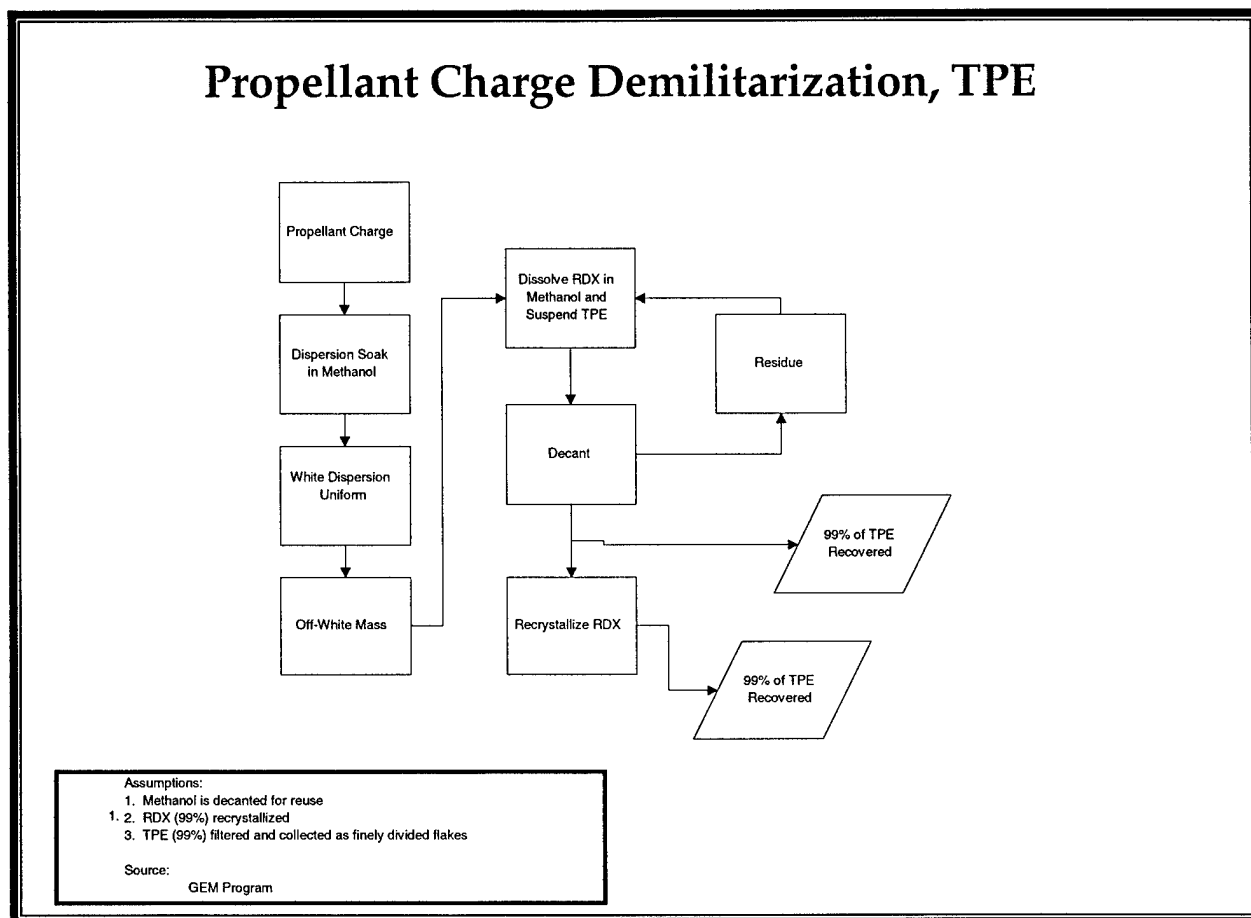 Propellant Charge Demilitarization, TPE
Propellant Charge
Dispersion Soak
in Methanol
White Dispersion
Uniform
Off-White Mass
Dissolve RDX in
Methanol and
Suspend TPE
Residue
Decant
99% of TPE
Recovered
Recrystallize RDX
99% of TPE
Recovered
Assumptions:
1. Methanol is decanted for reuse
1. 2. RDX (99%) recrystallized
3. TPE (99%) filtered and collected as finely divided flakes
Source:
GEM Program